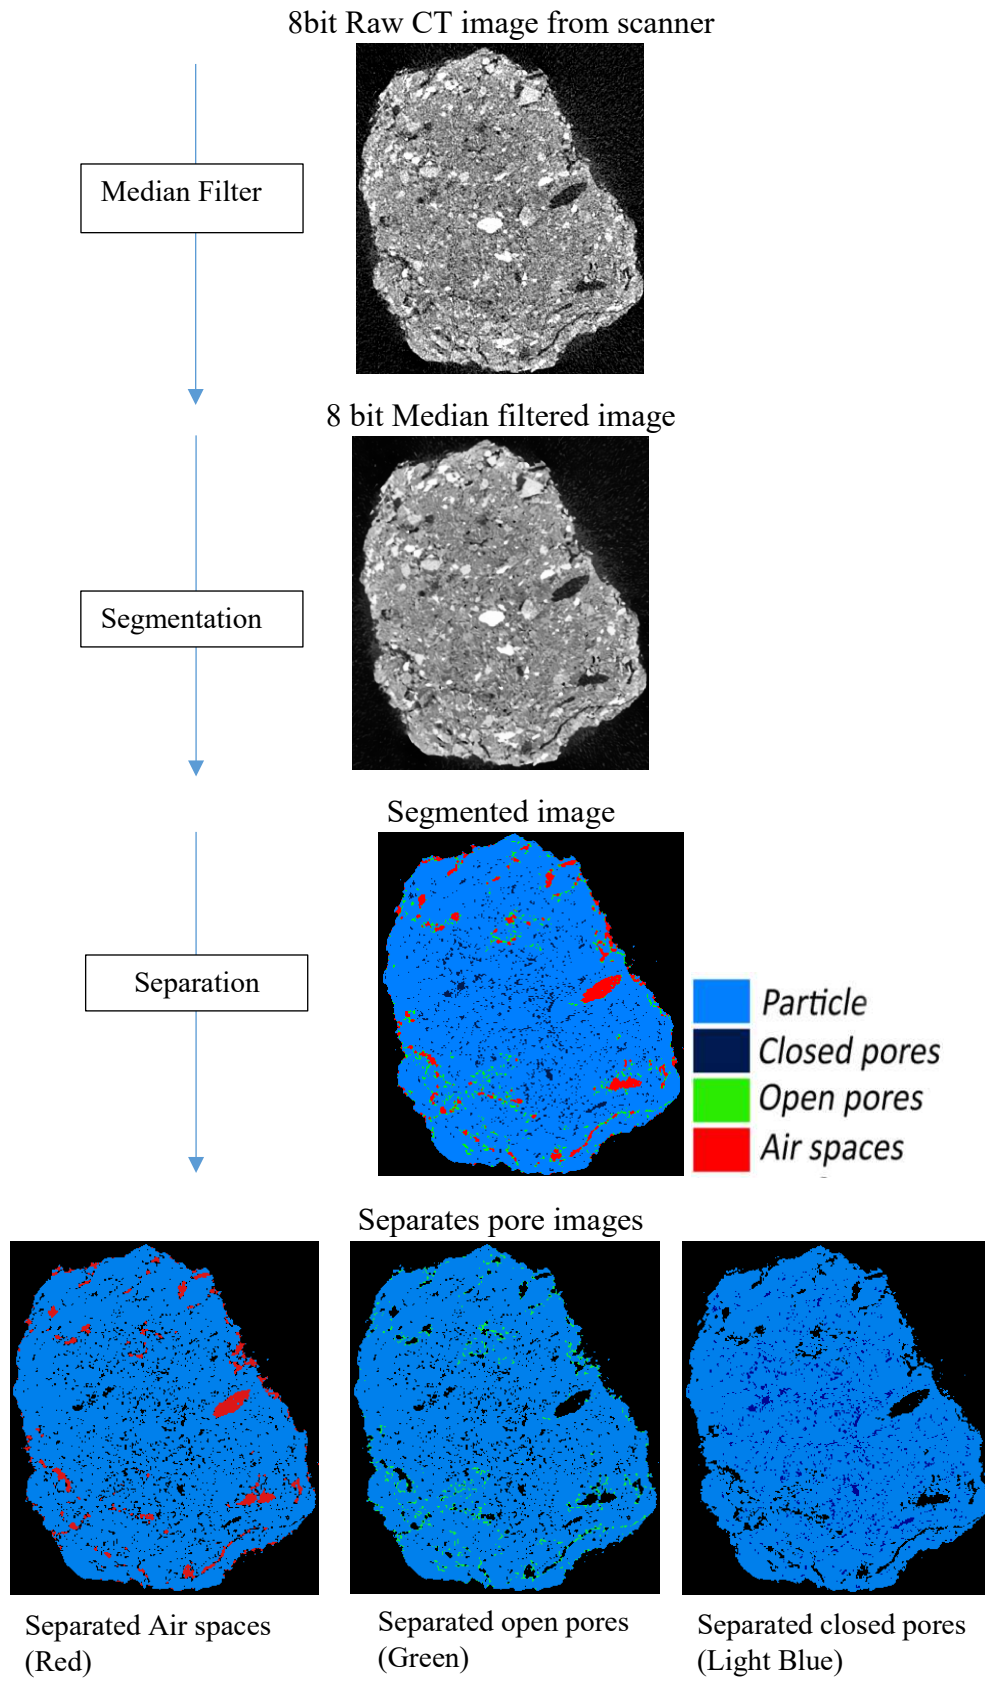 8bit Raw CT image from scanner
Median Filter
8 bit Median filtered image
Segmentation
Segmented image
Separation
Particle
Closed pores
Open pores
Air spaces
Separates pore images
Separated Air spaces
(Red)
Separated open pores
(Green)
Separated closed pores
(Light Blue)